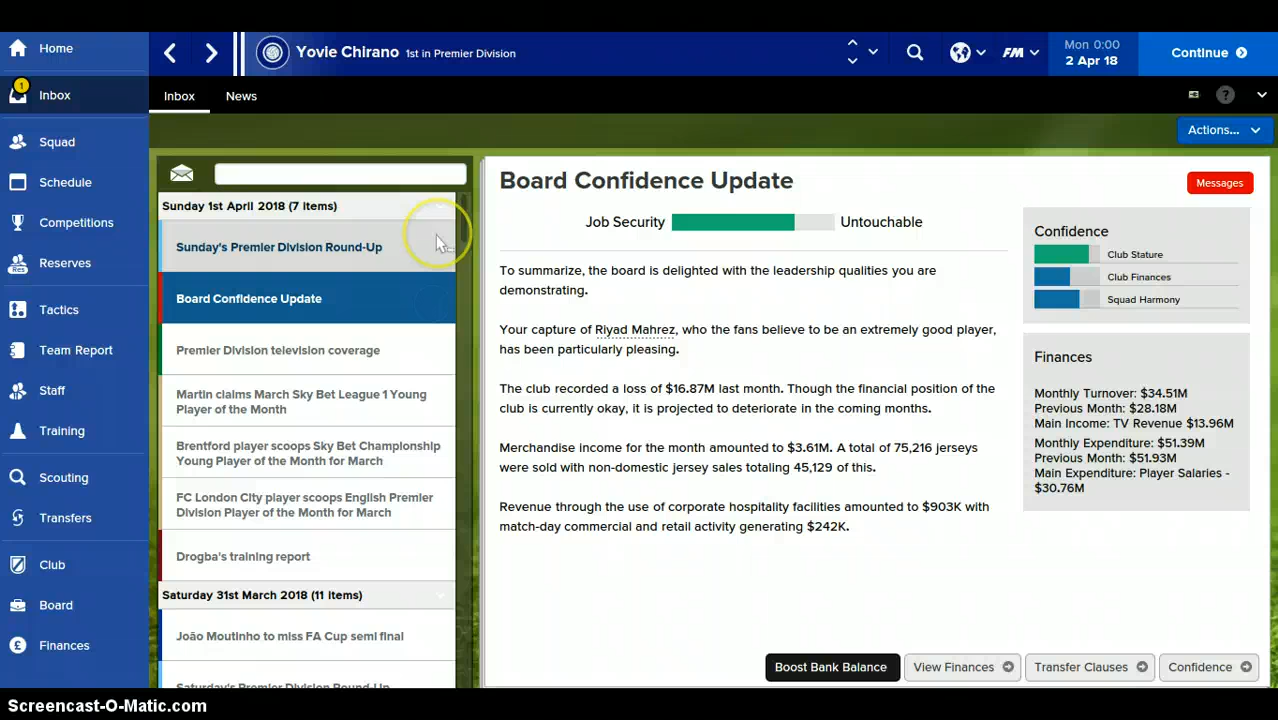 Home
Yovie Chirano
1st in Premier Division
FM
Mon 0:00
2 Apr 18
Continue
1
Inbox
Inbox
News
?
Actions...
Squad
Schedule
Competitions
Res
Reserves
Tactics
Team Report
Staff
Training
Scouting
Transfers
Club
Board
£
Finances
Sunday 1st April 2018 (7 items)
Sunday's Premier Division Round-Up
Board Confidence Update
Premier Division television coverage
Martin claims March Sky Bet League 1 Young
Player of the Month
Brentford player scoops Sky Bet Championship
Young Player of the Month for March
FC London City player scoops English Premier
Division Player of the Month for March
Drogba's training report
Saturday 31st March 2018 (11 items)
João Moutinho to miss FA Cup semi final
Saturday's Premier Division Round-Up
Board Confidence Update
Messages
Job Security
Untouchable
To summarize, the board is delighted with the leadership qualities you are
demonstrating.
Your capture of Riyad Mahrez, who the fans believe to be an extremely good player,
has been particularly pleasing.
The club recorded a loss of $16.87M last month. Though the financial position of the
club is currently okay, it is projected to deteriorate in the coming months.
Merchandise income for the month amounted to $3.61M. A total of 75,216 jerseys
were sold with non-domestic jersey sales totaling 45,129 of this.
Revenue through the use of corporate hospitality facilities amounted to $903K with
match-day commercial and retail activity generating $242K.
Confidence
Club Stature
Club Finances
Squad Harmony
Finances
Monthly Turnover: $34.51M
Previous Month: $28.18M
Main Income: TV Revenue $13.96M
Monthly Expenditure: $51.39M
Previous Month: $51.93M
Main Expenditure: Player Salaries -
$30.76M
Boost Bank Balance
View Finances
Transfer Clauses
Confidence
Screencast-O-Matic.com